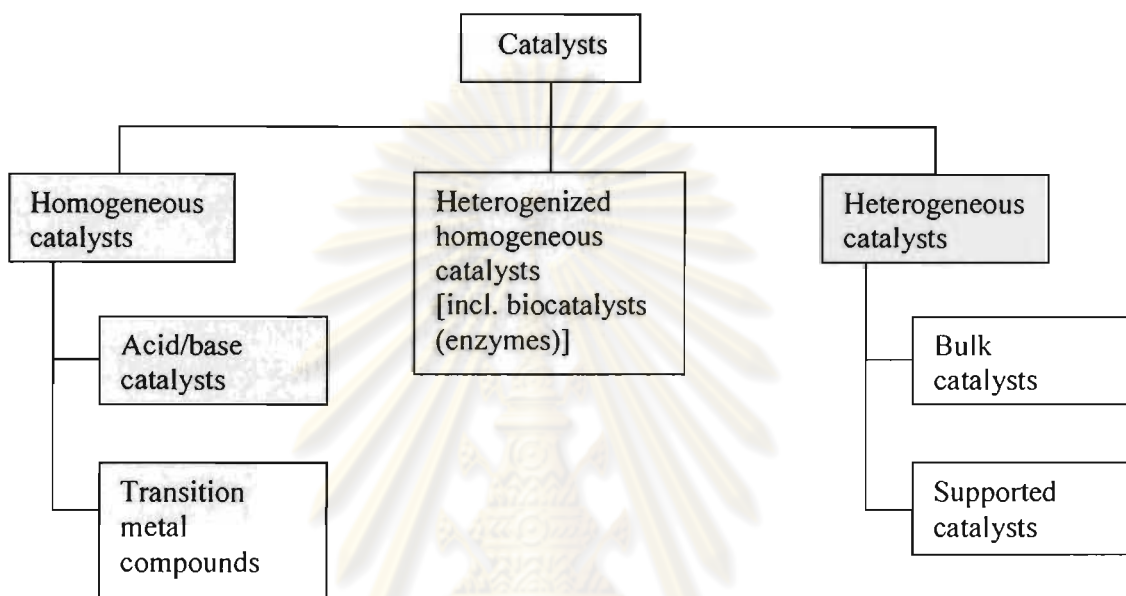 Catalysts
Homogeneous
catalysts
Heterogenized
homogeneous
catalysts
[incl. biocatalysts
(enzymes)]
Heterogeneous
catalysts
Acid/base
catalysts
Bulk
catalysts
Transition
metal
compounds
Supported
catalysts